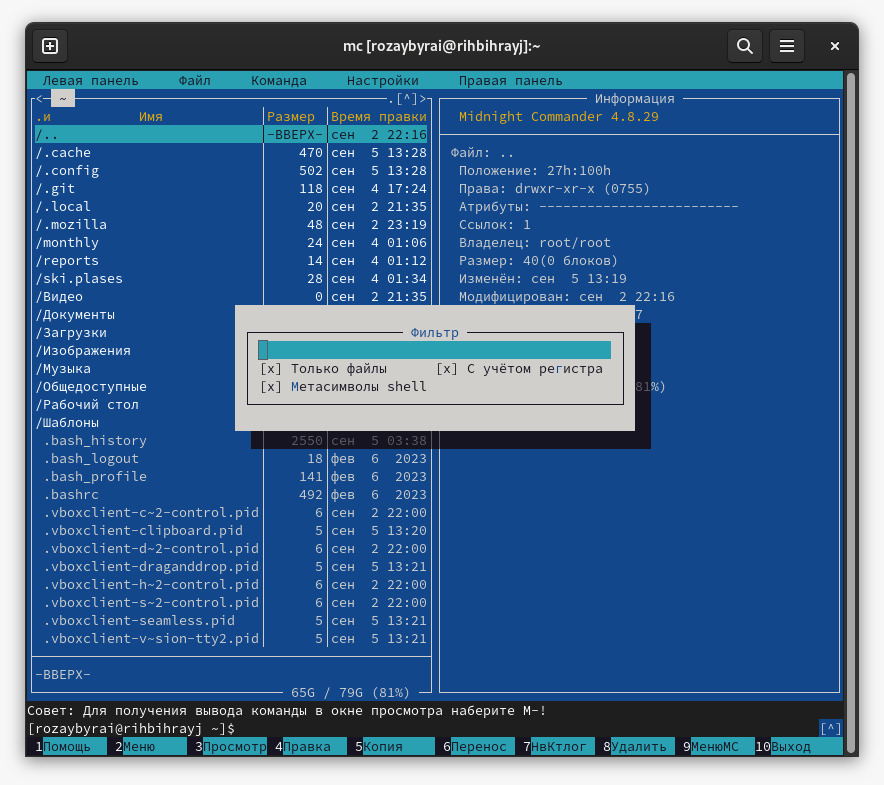 mc [rozaybyrai@rihbihrayj]:~
Левая панель Файл Команда Настройки Правая панель
<─ ~ .[^]> Информация
.и Имя Размер Время правки Midnight Commander 4.8.29
/.. -ВВЕРХ- сен 2 22:16
/.cache 470 сен 5 13:28 Файл: ..
/.config 502 сен 5 13:28 Положение: 27h:100h
/.git 118 сен 4 17:24 Права: drwxr-xr-x (0755)
/.local 20 сен 2 21:35 Атрибуты: -------------------------
/.mozilla 48 сен 2 23:19 Ссылок: 1
/monthly 24 сен 4 01:06 Владелец: root/root
/reports 14 сен 4 01:12 Размер: 40(0 блоков)
/ski.plases 28 сен 4 01:34 Изменён: сен 5 13:19
/Видео 0 сен 2 21:35 Модифицирован: сен 2 22:16
/Документы 7
/Загрузки Фильтр
/Изображения
/Музыка [x] Только файлы [x] С учётом регистра
/Общедоступные [x] Метасимволы shell 81%)
/Рабочий стол
/Шаблоны
.bash_history 2550 сен 5 03:38
.bash_logout 18 фев 6 2023
.bash_profile 141 фев 6 2023
.bashrc 492 фев 6 2023
.vboxclient-c~2-control.pid 6 сен 2 22:00
.vboxclient-clipboard.pid 5 сен 5 13:20
.vboxclient-d~2-control.pid 6 сен 2 22:00
.vboxclient-draganddrop.pid 5 сен 5 13:21
.vboxclient-h~2-control.pid 6 сен 2 22:00
.vboxclient-s~2-control.pid 6 сен 2 22:00
.vboxclient-seamless.pid 5 сен 5 13:21
.vboxclient-v~sion-tty2.pid 5 сен 5 13:21
-ВВЕРХ-
65G / 79G (81%)
Совет: Для получения вывода команды в окне просмотра наберите M-!
[rozaybyrai@rihbihrayj ~]$ [^]
1Помощь 2Меню 3Просмотр 4Правка 5Копия 6Перенос 7НвКтлог 8Удалить 9МенюМС 10Выход